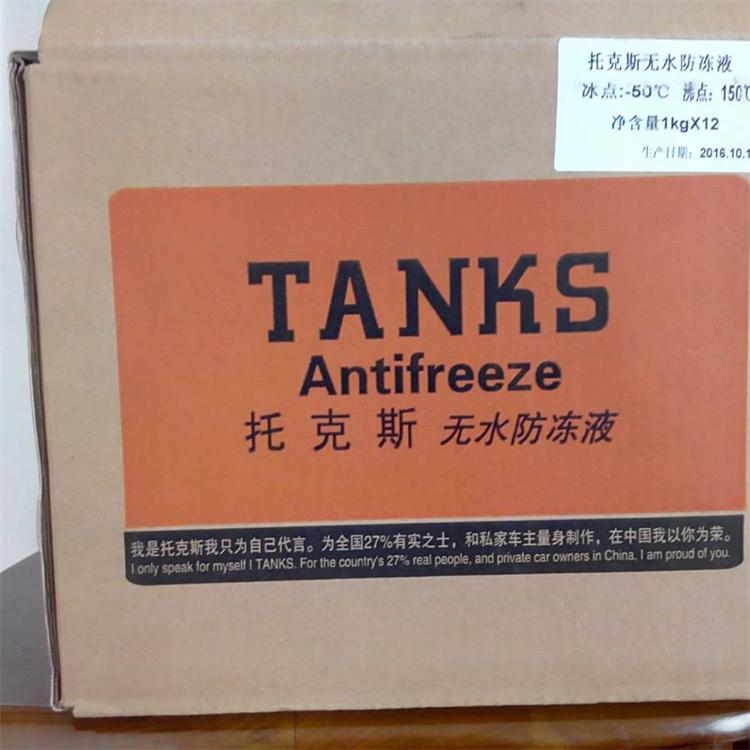 托克斯无水防冻液
冰点:-50℃ 沸点:150℃
净含量1kgX12
生产日期:2016.10.1
TANKS
Antifreeze
托克斯 无水防冻液
我是托克斯我只为自己代言。为全国27%有实之士，和私家车主量身制作，在中国我以你为荣。
I only speak for myself I TANKS. For the country's 27% real people, and private car owners in China, I am proud of you.